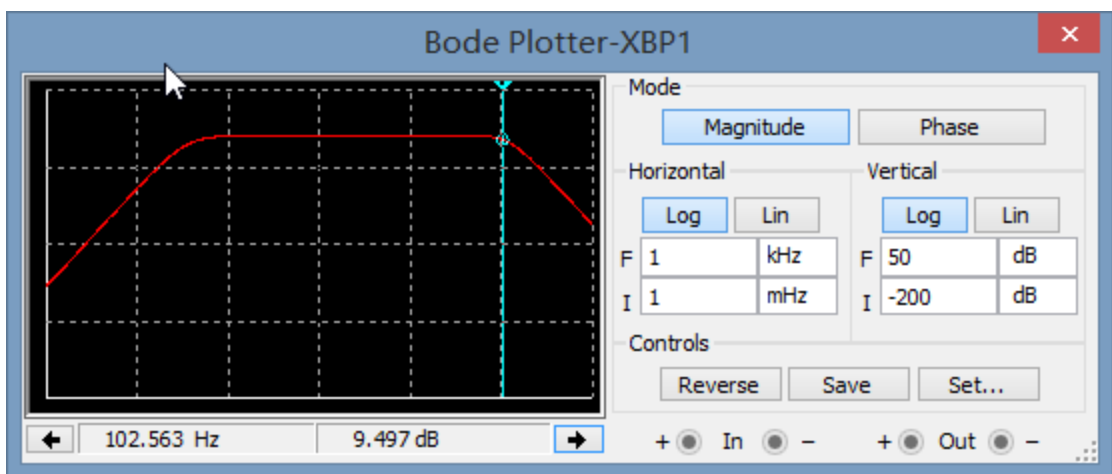 Bode Plotter-XBP1
Mode
Magnitude Phase
Horizontal Vertical
Log Lin Log Lin
F 1 kHz F 50 dB
I 1 mHz I -200 dB
Controls
Reverse Save Set...
102.563 Hz 9.497 dB + In - + Out -